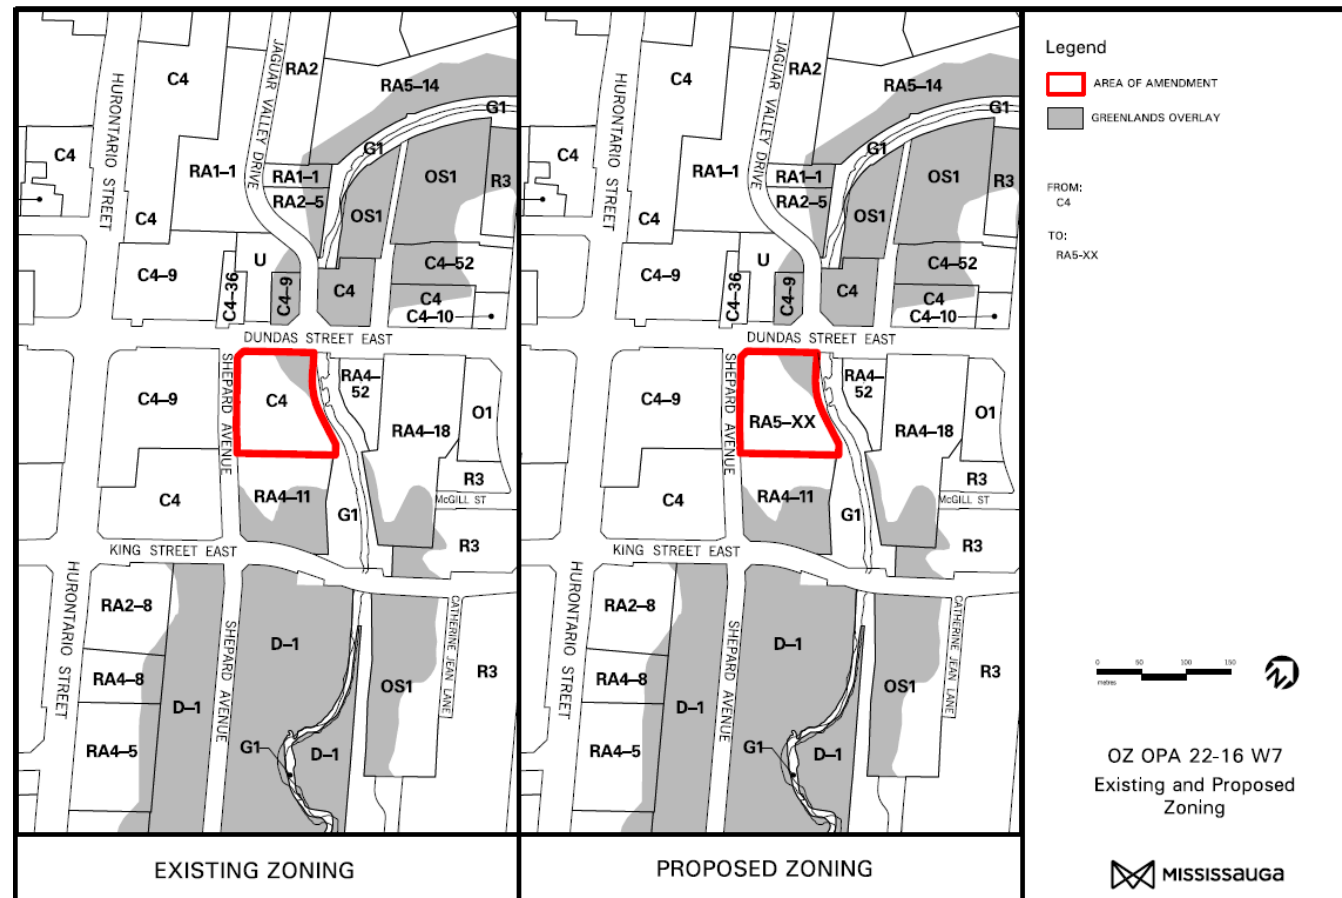 JAGUAR VALLEY DRIVE
RA2
C4
RA5–14
HURONTARIO STREET
G1
C4
G1
RA1–1
RA1–1
OS1
R3
RA2–5
C4
OS1
U
C4–9
C4–36
C4–9
C4
C4–52
C4
C4–10
DUNDAS STREET EAST
SHEPARD AVENUE
RA4–
52
C4–9
C4
O1
RA4–18
R3
C4
RA4–11
McGILL ST
G1
KING STREET EAST
R3
HURONTARIO STREET
RA2–8
SHEPARD AVENUE
D–1
CATHERINE JEAN LANE
R3
RA4–8
OS1
D–1
RA4–5
G1
D–1
EXISTING ZONING
JAGUAR VALLEY DRIVE
RA2
C4
RA5–14
HURONTARIO STREET
G1
C4
G1
RA1–1
RA1–1
OS1
R3
RA2–5
C4
OS1
U
C4–9
C4–36
C4–9
C4
C4–52
C4
C4–10
DUNDAS STREET EAST
SHEPARD AVENUE
RA4–
52
C4–9
RA5–XX
O1
RA4–18
R3
C4
RA4–11
McGILL ST
G1
KING STREET EAST
R3
HURONTARIO STREET
RA2–8
SHEPARD AVENUE
D–1
CATHERINE JEAN LANE
R3
RA4–8
OS1
D–1
RA4–5
G1
D–1
PROPOSED ZONING
Legend
AREA OF AMENDMENT
GREENLANDS OVERLAY
FROM:
C4
TO:
RA5-XX
0 50 100 150
metres
OZ OPA 22-16 W7
Existing and Proposed
Zoning
MISSISSAUGA